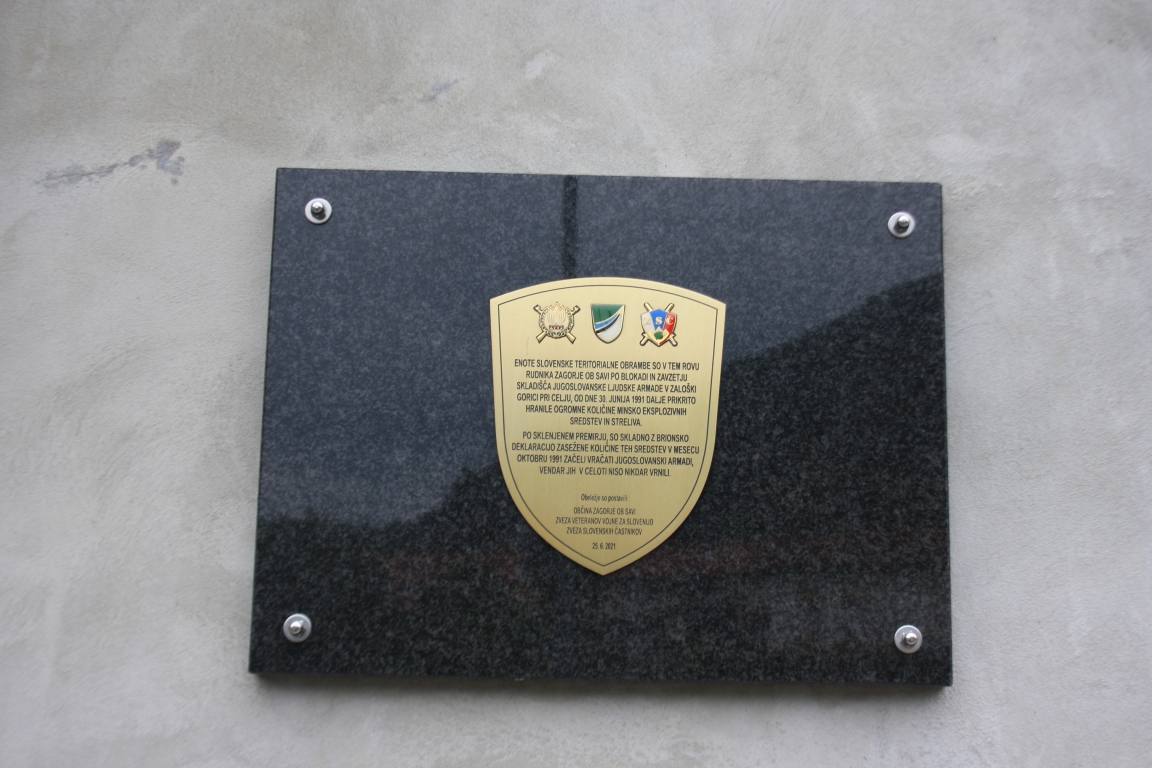 ENOTE SLOVENSKE TERITORIALNE OBRAMBE SO V TEM ROVU
RUDNIKA ZAGORJE OB SAVI PO BLOKADI IN ZAVZETJU
SKLADIŠČA JUGOSLOVANSKE LJUDSKE ARMADE V ZALOŠKI
GORICI PRI CELJU, OD DNE 30. JUNIJA 1991 DALJE PRIKRITO
HRANILE OGROMNE KOLIČINE MINSKO EKSPLOZIVNIH
SREDSTEV IN STRELIVA.
PO SKLENJENEM PREMIRJU, SO SKLADNO Z BRIONSKO
DEKLARACIJO ZASEŽENE KOLIČINE TEH SREDSTEV V MESECU
OKTOBRU 1991 ZAČELI VRAČATI JUGOSLOVANSKI ARMADI,
VENDAR JIH V CELOTI NISO NIKDAR VRNILI.
Obeležje so postavili
OBČINA ZAGORJE OB SAVI
ZVEZA VETERANOV VOJNE ZA SLOVENIJO
ZVEZA SLOVENSKIH ČASTNIKOV
25. 6. 2021